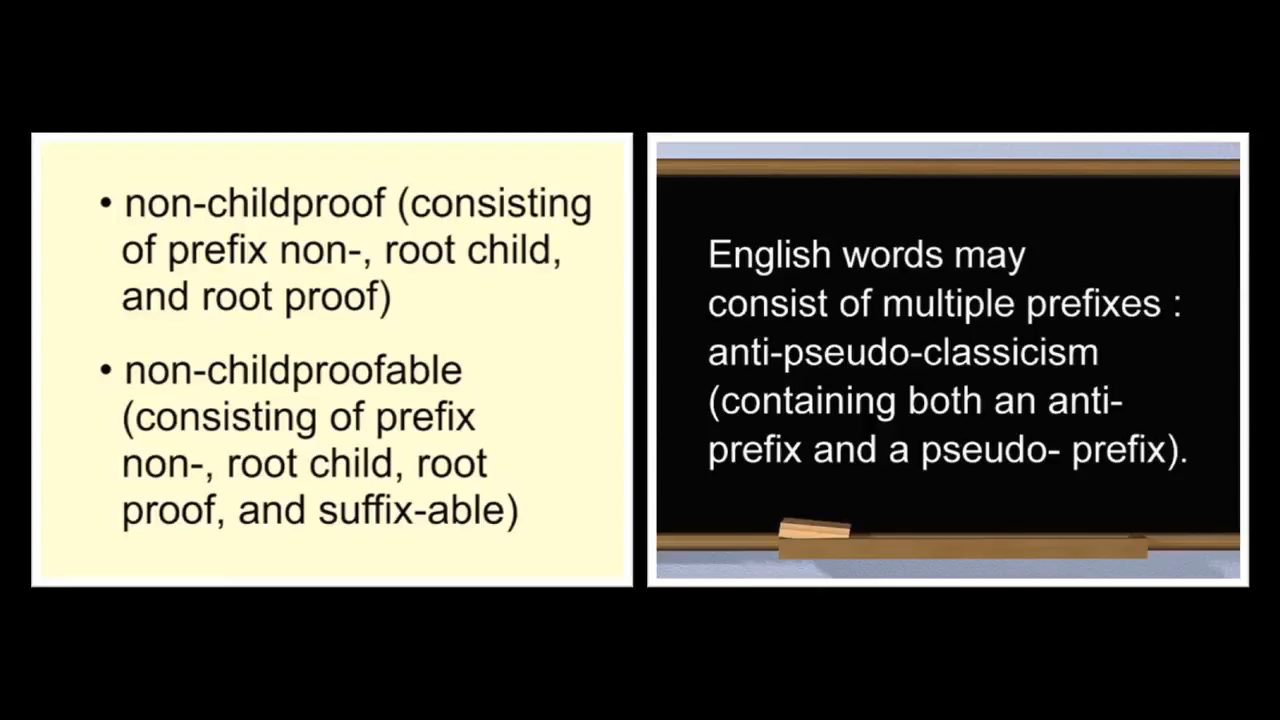 • non-childproof (consisting
of prefix non-, root child,
and root proof)
• non-childproofable
(consisting of prefix
non-, root child, root
proof, and suffix-able)
English words may
consist of multiple prefixes :
anti-pseudo-classicism
(containing both an anti-
prefix and a pseudo- prefix).